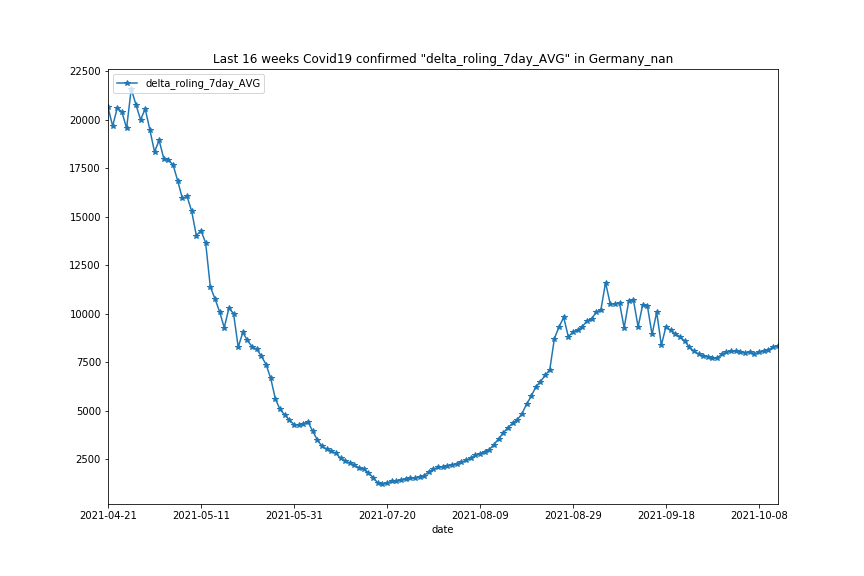 Last 16 weeks Covid19 confirmed "delta_roling_7day_AVG" in Germany_nan
delta_roling_7day_AVG
22500
20000
17500
15000
12500
10000
7500
5000
2500
2021-04-21 2021-05-11 2021-05-31 2021-07-20 2021-08-09 2021-08-29 2021-09-18 2021-10-08
date